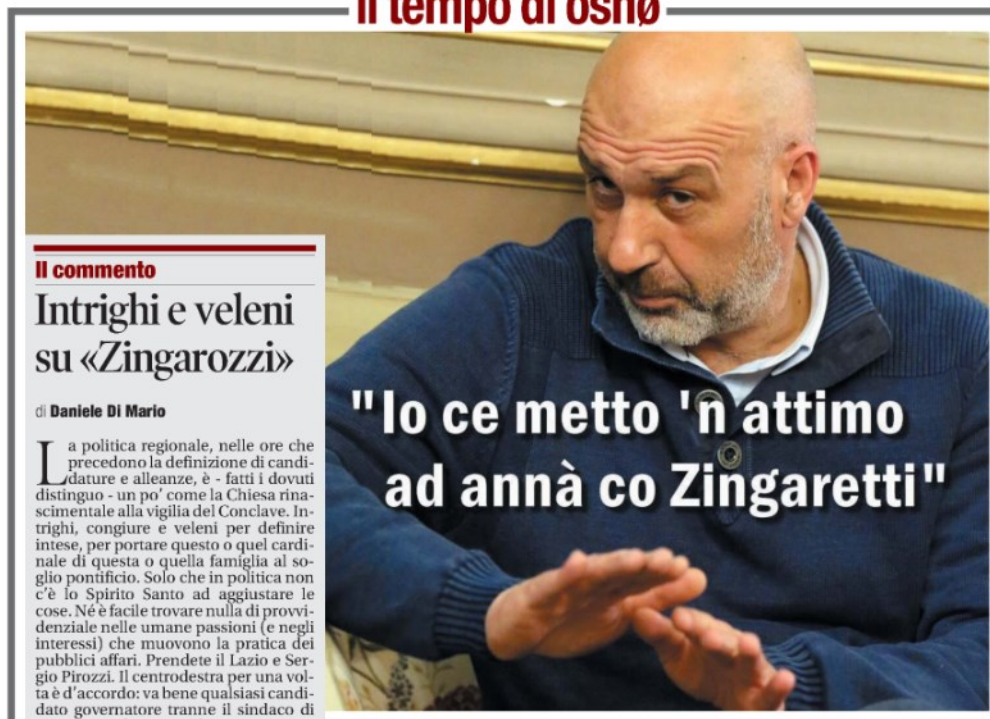 Il tempo di oshø
Il commento
Intrighi e veleni
su «Zingarozzi»
di Daniele Di Mario
La politica regionale, nelle ore che
precedono la definizione di candi-
dature e alleanze, è - fatti i dovuti
distinguo - un po' come la Chiesa rina-
scimentale alla vigilia del Conclave. In-
trighi, congiure e veleni per definire
intese, per portare questo o quel cardi-
nale di questa o quella famiglia al so-
glio pontificio. Solo che in politica non
c'è lo Spirito Santo ad aggiustare le
cose. Né è facile trovare nulla di provvi-
denziale nelle umane passioni (e negli
interessi) che muovono la pratica dei
pubblici affari. Prendete il Lazio e Ser-
gio Pirozzi. Il centrodestra per una vol-
ta è d'accordo: va bene qualsiasi candi-
dato governatore tranne il sindaco di
"Io ce metto 'n attimo
ad annà co Zingaretti"